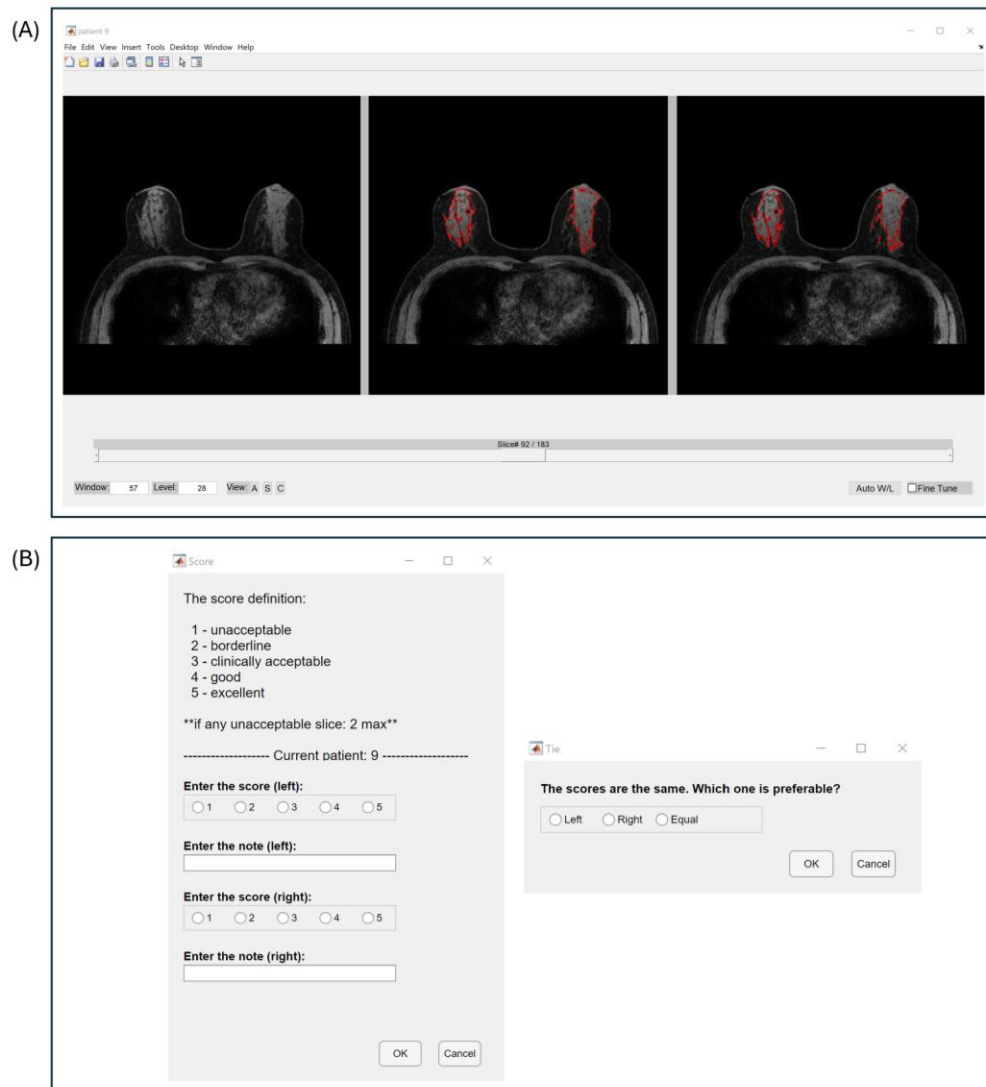 (A)
patient 9
File Edit View Insert Tools Desktop Window Help
Slice# 92 / 183
Window: 57 Level: 28 View: A S C Auto W/L Fine Tune
(B)
Score
The score definition:
1 - unacceptable
2 - borderline
3 - clinically acceptable
4 - good
5 - excellent
**if any unacceptable slice: 2 max**
------------------- Current patient: 9 -------------------
Enter the score (left):
1 2 3 4 5
Enter the note (left):
Enter the score (right):
1 2 3 4 5
Enter the note (right):
OK Cancel
Tie
The scores are the same. Which one is preferable?
Left Right Equal
OK Cancel